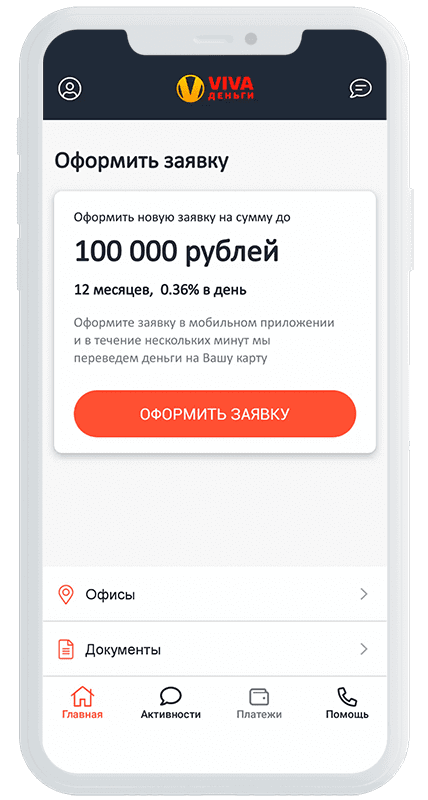 VIVA
ДЕНЬГИ
Оформить заявку
Оформить новую заявку на сумму до
100 000 рублей
12 месяцев, 0.36% в день
Оформите заявку в мобильном приложении
и в течение нескольких минут мы
переведем деньги на Вашу карту
ОФОРМИТЬ ЗАЯВКУ
Офисы
Документы
Главная Активности Платежи Помощь